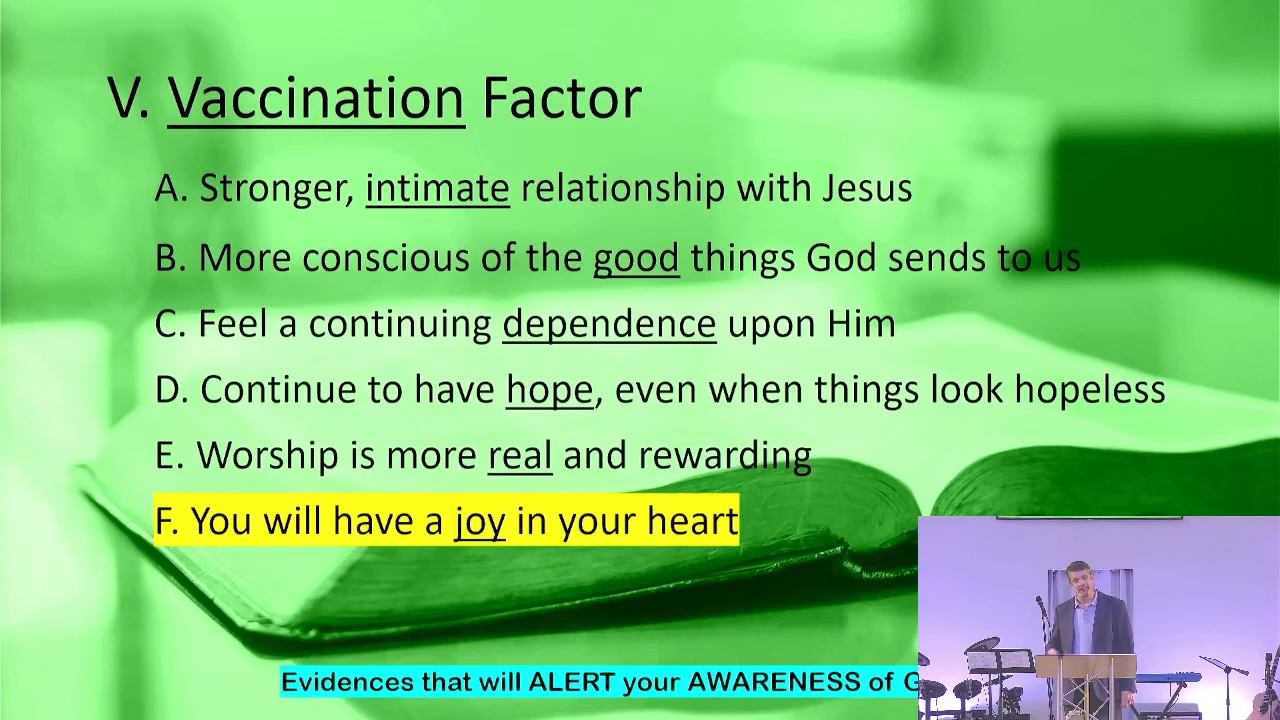 V. Vaccination Factor
A. Stronger, intimate relationship with Jesus
B. More conscious of the good things God sends to us
C. Feel a continuing dependence upon Him
D. Continue to have hope, even when things look hopeless
E. Worship is more real and rewarding
F. You will have a joy in your heart
Evidences that will ALERT your AWARENESS of